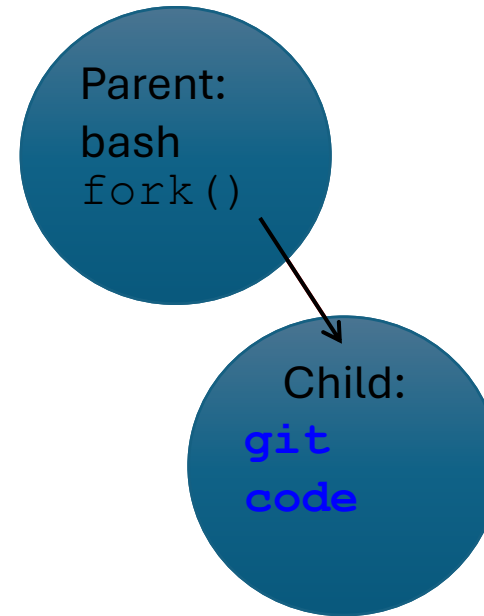 Parent:
bash
fork()
Child:
git
code